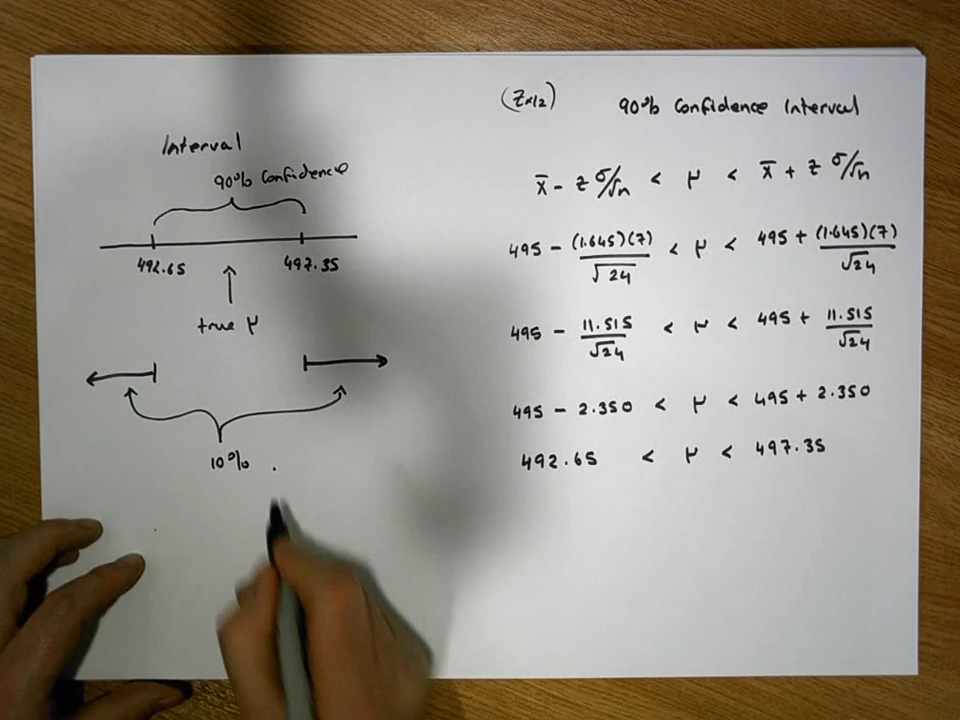 Interval
90% Confidence
492.65 497.35
true μ
10% .
(Zα/2) 90% Confidence Interval
x̄ - z σ/√n < μ < x̄ + z σ/√n
495 - (1.645)(7)/√24 < μ < 495 + (1.645)(7)/√24
495 - 11.515/√24 < μ < 495 + 11.515/√24
495 - 2.350 < μ < 495 + 2.350
492.65 < μ < 497.35